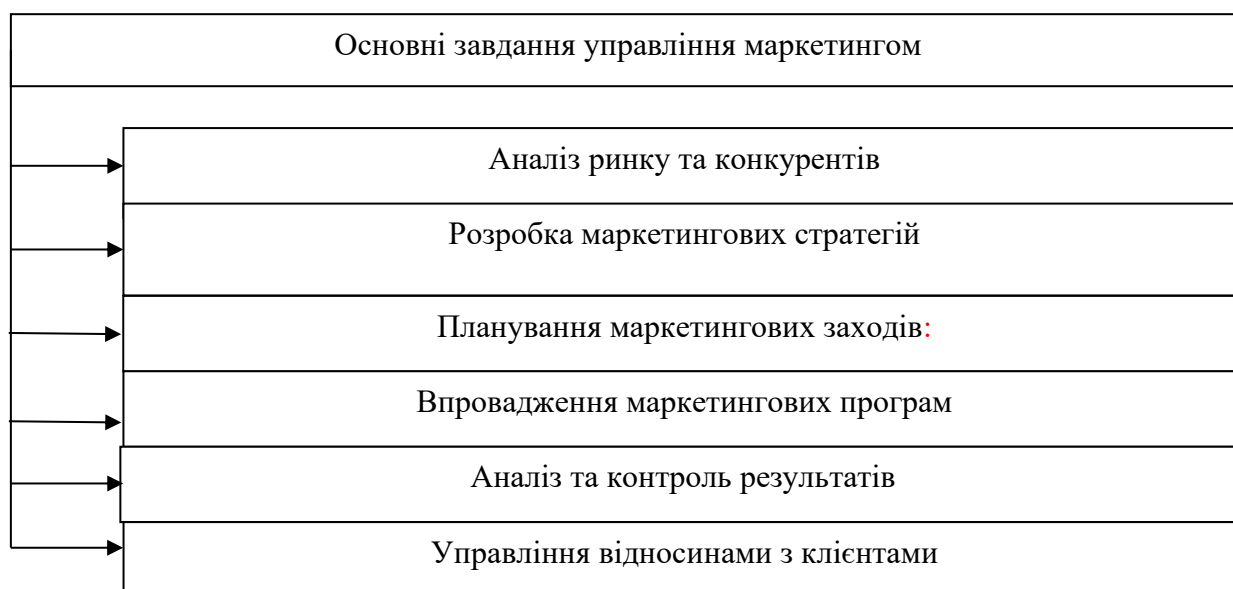 Основні завдання управління маркетингом
Аналіз ринку та конкурентів
Розробка маркетингових стратегій
Планування маркетингових заходів:
Впровадження маркетингових програм
Аналіз та контроль результатів
Управління відносинами з клієнтами